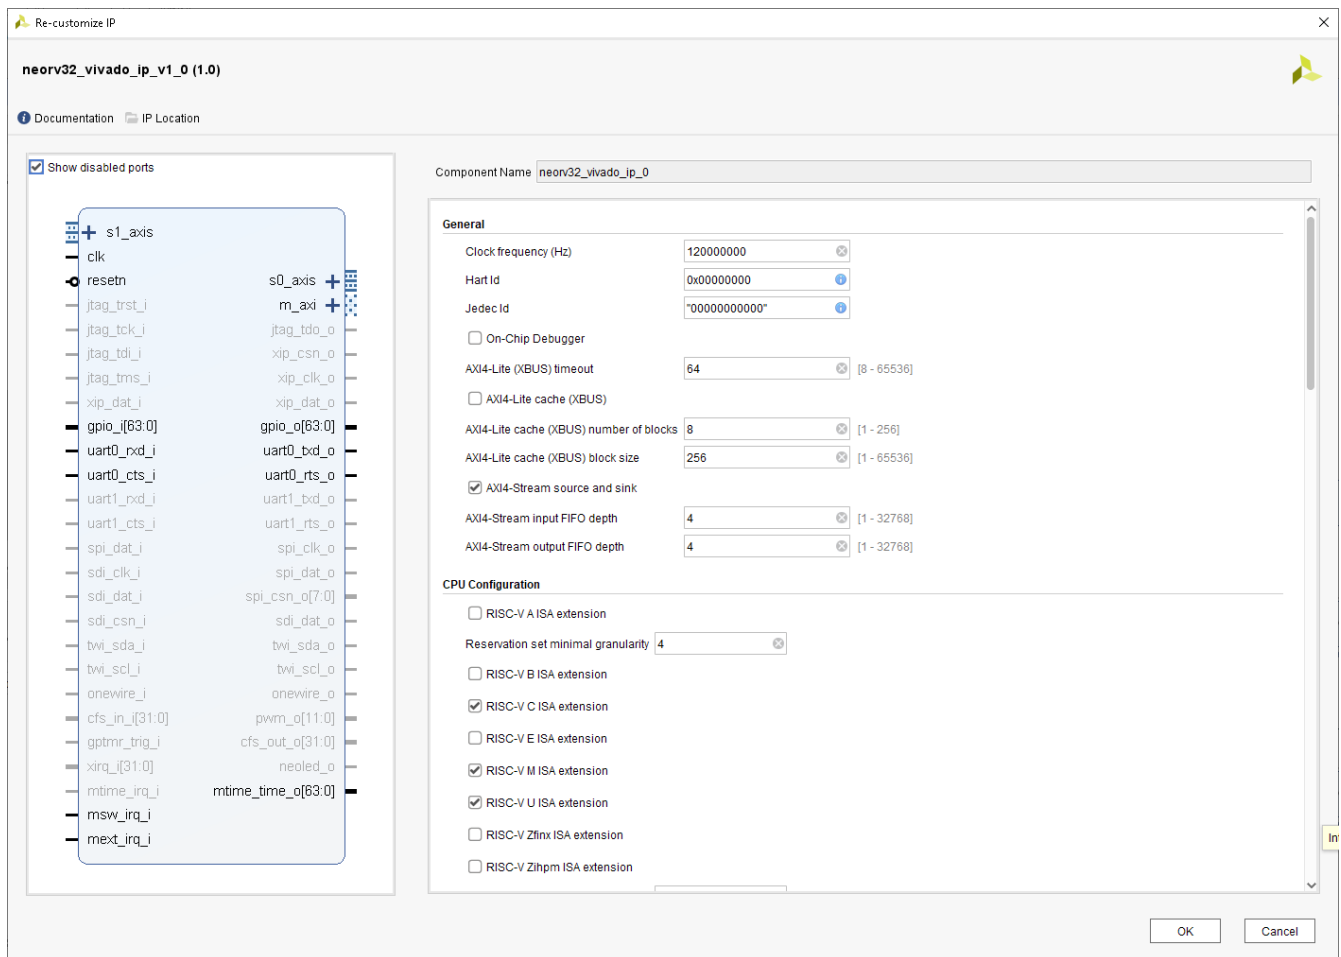 Re-customize IP
neorv32_vivado_ip_v1_0 (1.0)
Documentation IP Location
Show disabled ports
s1_axis
clk
resetn s0_axis
jtag_trst_i m_axi
jtag_tck_i jtag_tdo_o
jtag_tdi_i xip_csn_o
jtag_tms_i xip_clk_o
xip_dat_i xip_dat_o
gpio_i[63:0] gpio_o[63:0]
uart0_rxd_i uart0_txd_o
uart0_cts_i uart0_rts_o
uart1_rxd_i uart1_txd_o
uart1_cts_i uart1_rts_o
spi_dat_i spi_clk_o
sdi_clk_i spi_dat_o
sdi_dat_i spi_csn_o[7:0]
sdi_csn_i sdi_dat_o
twi_sda_i twi_sda_o
twi_scl_i twi_scl_o
onewire_i onewire_o
cfs_in_i[31:0] pwm_o[11:0]
gptmr_trig_i cfs_out_o[31:0]
xirq_i[31:0] neoled_o
mtime_irq_i mtime_time_o[63:0]
msw_irq_i
mext_irq_i
Component Name neorv32_vivado_ip_0
General
Clock frequency (Hz) 120000000
Hart Id 0x00000000
Jedec Id "00000000000"
On-Chip Debugger
AXI4-Lite (XBUS) timeout 64 [8 - 65536]
AXI4-Lite cache (XBUS)
AXI4-Lite cache (XBUS) number of blocks 8 [1 - 256]
AXI4-Lite cache (XBUS) block size 256 [1 - 65536]
AXI4-Stream source and sink
AXI4-Stream input FIFO depth 4 [1 - 32768]
AXI4-Stream output FIFO depth 4 [1 - 32768]
CPU Configuration
RISC-V A ISA extension
Reservation set minimal granularity 4
RISC-V B ISA extension
RISC-V C ISA extension
RISC-V E ISA extension
RISC-V M ISA extension
RISC-V U ISA extension
RISC-V Zfinx ISA extension
RISC-V Zihpm ISA extension
OK Cancel